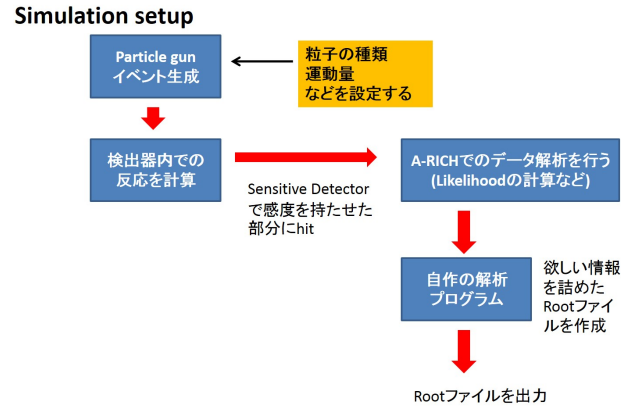 Simulation setup
Particle gun
イベント生成
粒子の種類
運動量
などを設定する
検出器内での
反応を計算
Sensitive Detector
で感度を持たせた
部分にhit
A-RICHでのデータ解析を行う
(Likelihoodの計算など)
自作の解析
プログラム
欲しい情報
を詰めた
Rootファイ
ルを作成
Rootファイルを出力